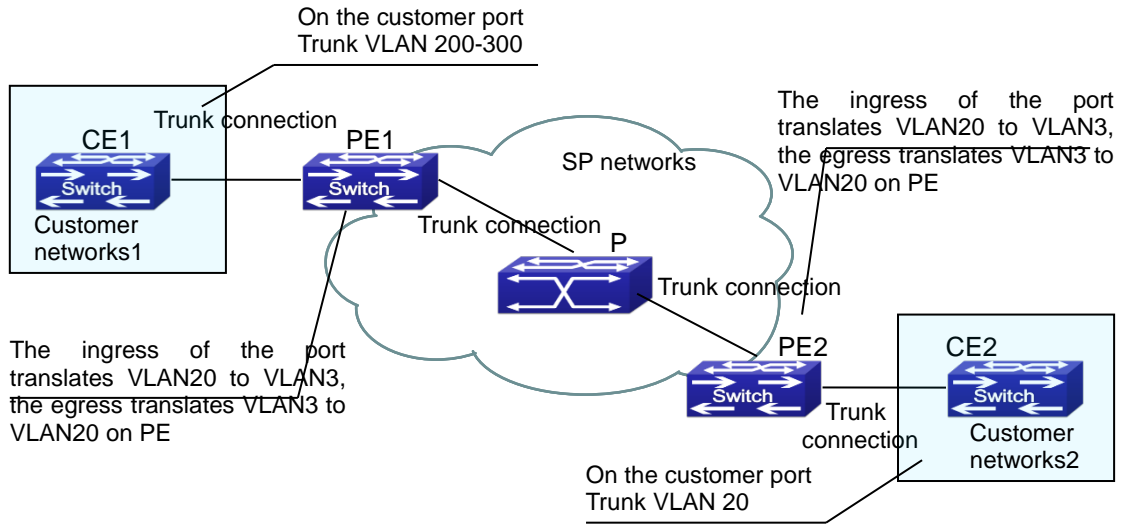 On the customer port
Trunk VLAN 200-300
Trunk connection
CE1
Switch
Customer
networks1
PE1
Switch
SP networks
Trunk connection
P
Trunk connection
The ingress of the port
translates VLAN20 to VLAN3,
the egress translates VLAN3 to
VLAN20 on PE
The ingress of the port
translates VLAN20 to VLAN3,
the egress translates VLAN3 to
VLAN20 on PE
PE2
Switch
Trunk
connection
CE2
Switch
Customer
networks2
On the customer port
Trunk VLAN 20